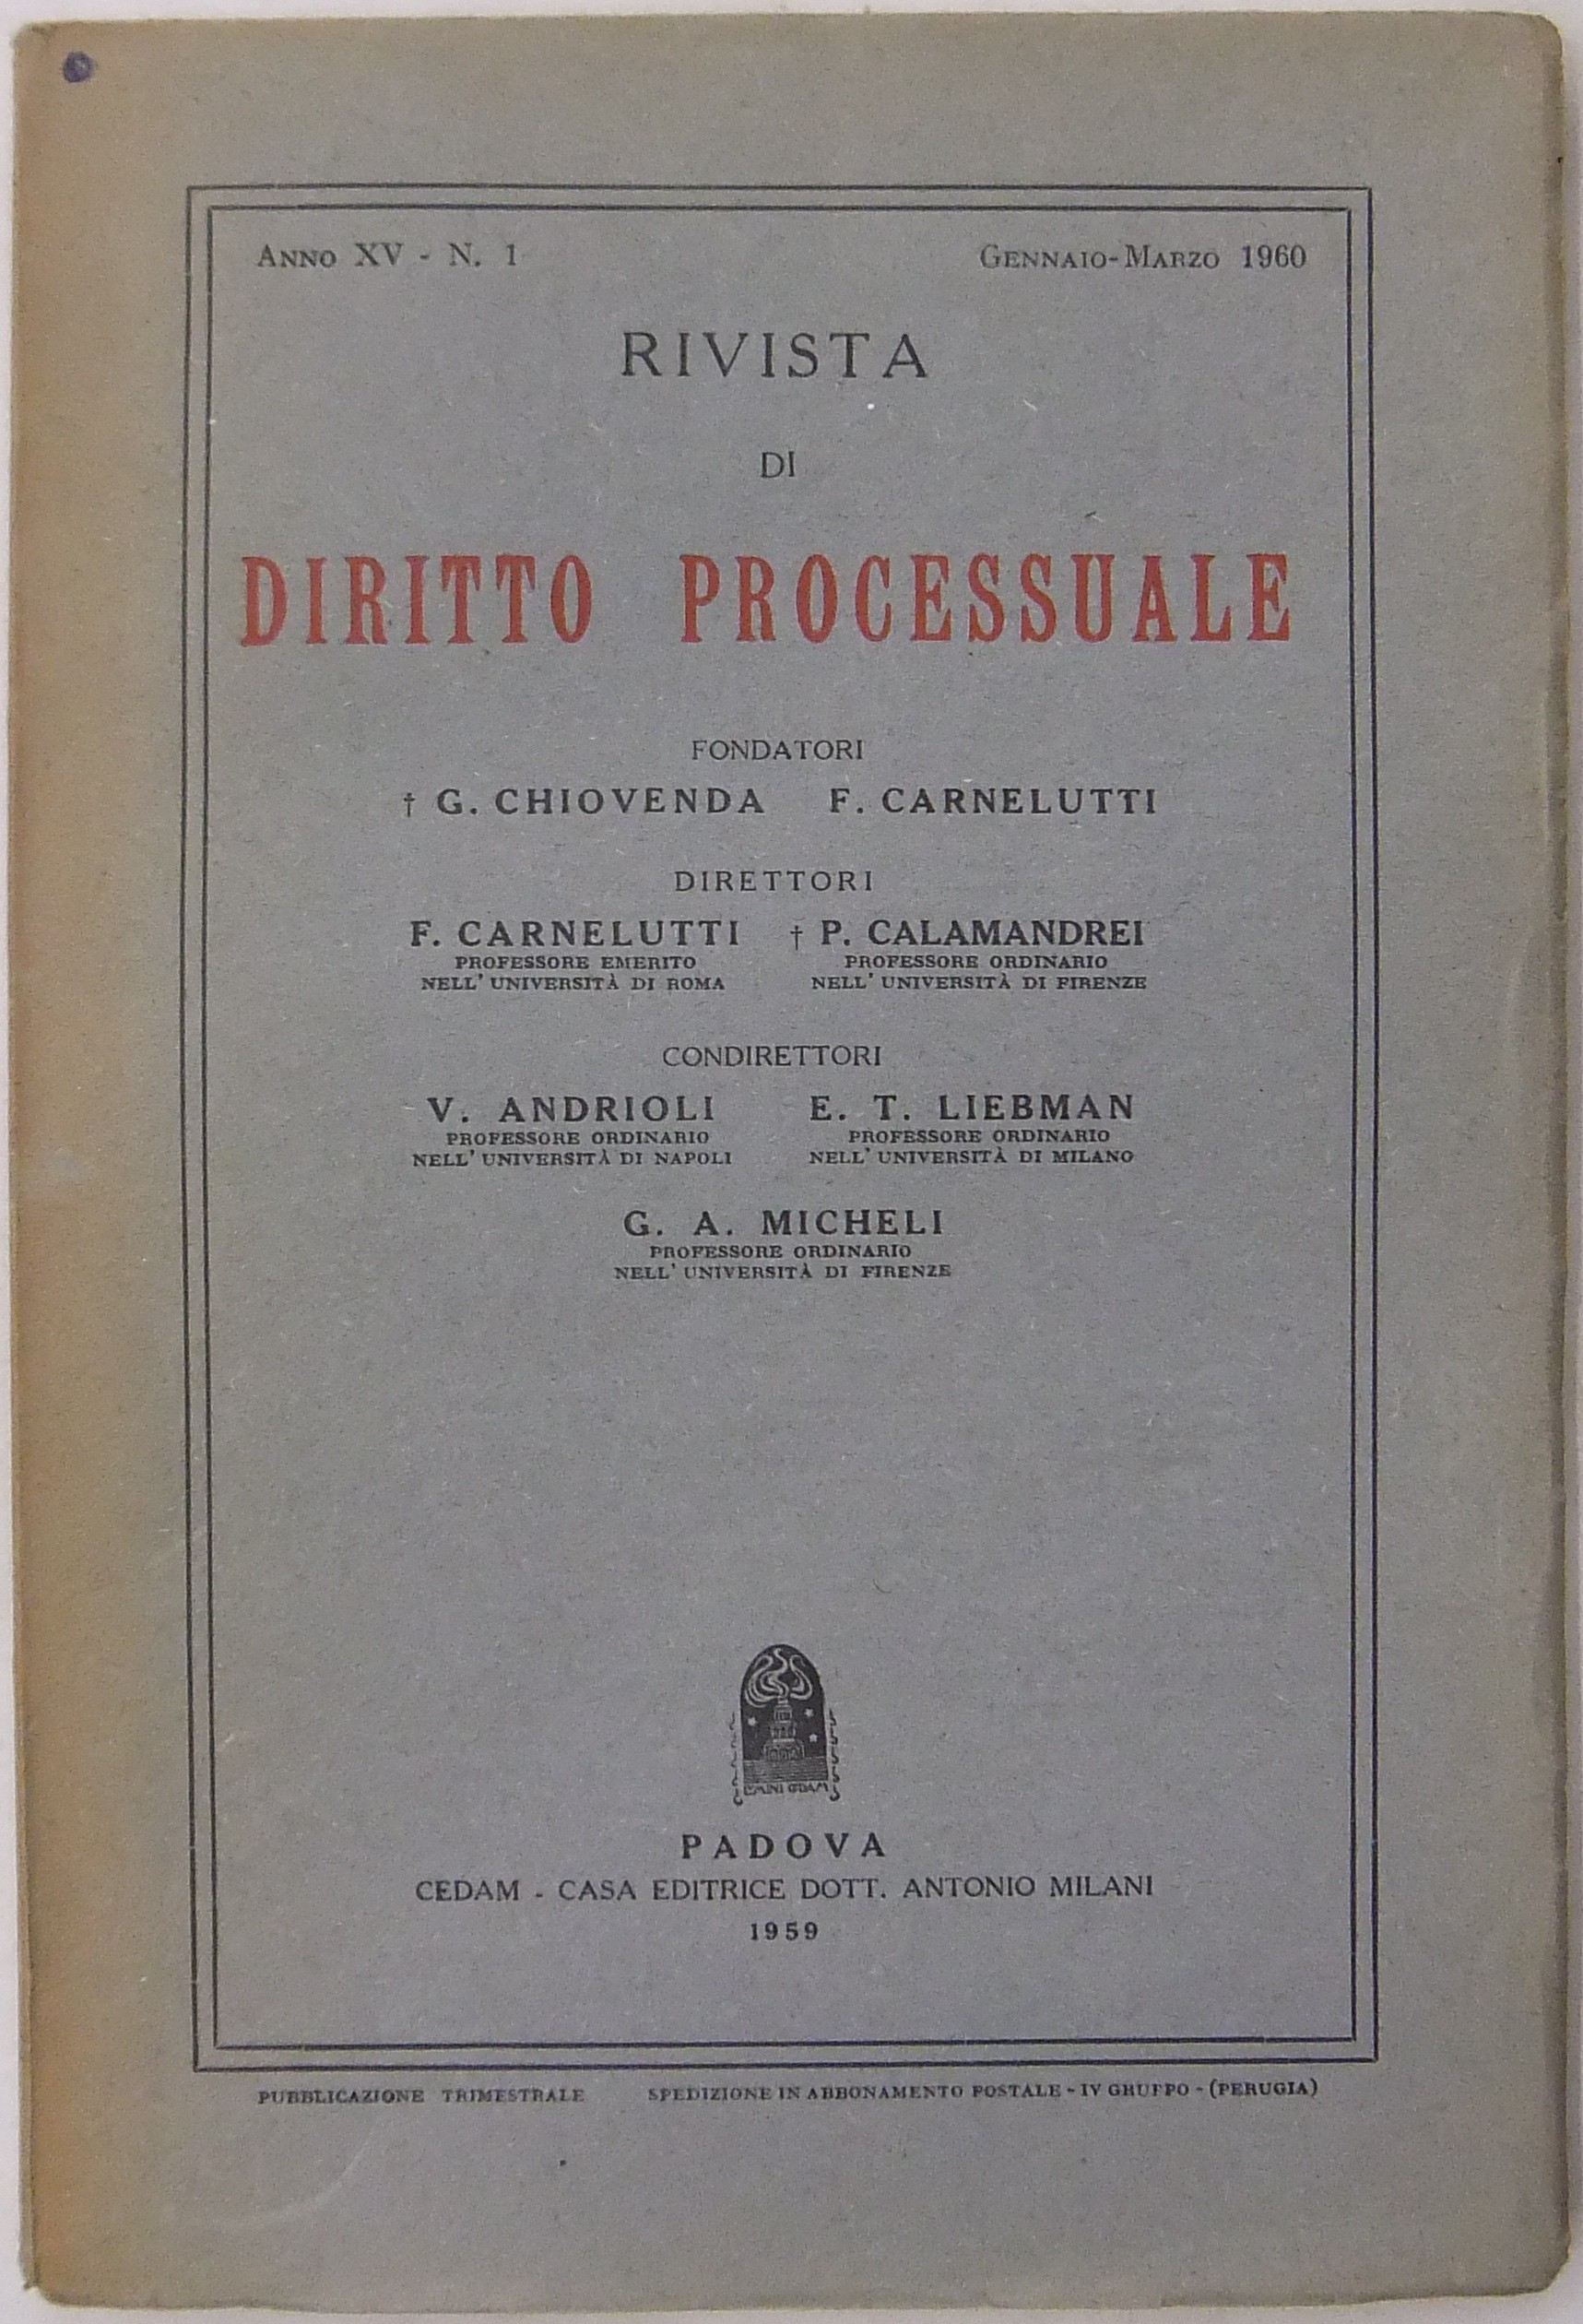 ANNO XV - N. 1
GENNAIO-MARZO 1960
RIVISTA
DI
DIRITTO PROCESSUALE
FONDATORI
† G. CHIOVENDA F. CARNELUTTI
DIRETTORI
F. CARNELUTTI † P. CALAMANDREI
PROFESSORE EMERITO PROFESSORE ORDINARIO
NELL' UNIVERSITÀ DI ROMA NELL' UNIVERSITÀ DI FIRENZE
CONDIRETTORI
V. ANDRIOLI E. T. LIEBMAN
PROFESSORE ORDINARIO PROFESSORE ORDINARIO
NELL' UNIVERSITÀ DI NAPOLI NELL' UNIVERSITÀ DI MILANO
G. A. MICHELI
PROFESSORE ORDINARIO
NELL' UNIVERSITÀ DI FIRENZE
PADOVA
CEDAM - CASA EDITRICE DOTT. ANTONIO MILANI
1959
PUBBLICAZIONE TRIMESTRALE SPEDIZIONE IN ABBONAMENTO POSTALE - IV GRUPPO - (PERUGIA)